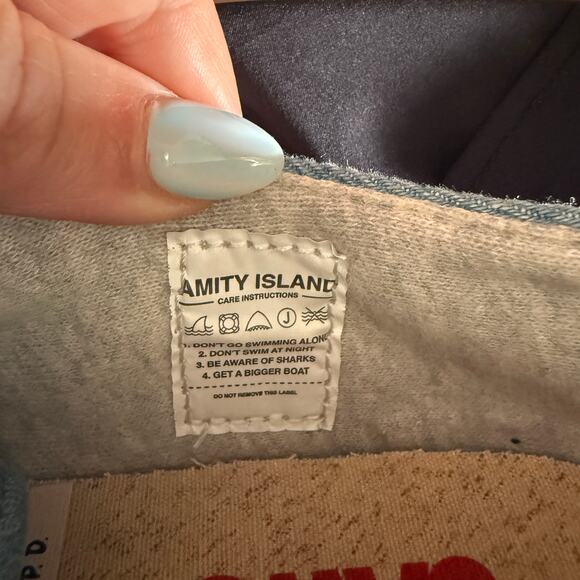 AMITY ISLAND
CARE INSTRUCTIONS
J
1. DON'T GO SWIMMING ALONE
2. DON'T SWIM AT NIGHT
3. BE AWARE OF SHARKS
4. GET A BIGGER BOAT
DO NOT REMOVE THIS LABEL
P. D.